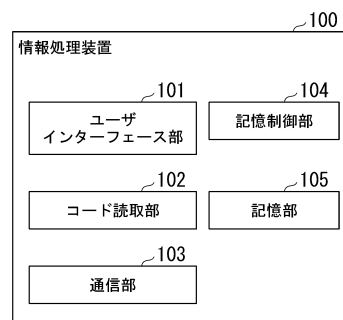 100
情報処理装置
101
ユーザ
インターフェース部
104
記憶制御部
102
コード読取部
105
記憶部
103
通信部